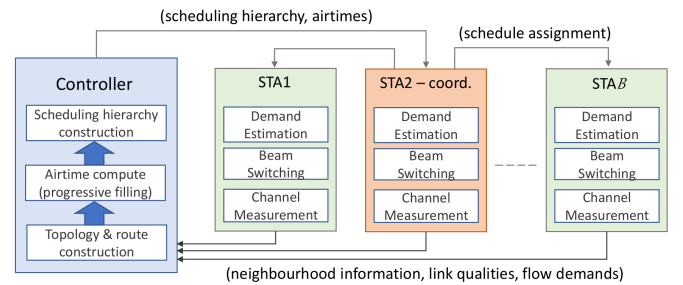 (scheduling hierarchy, airtimes)
(schedule assignment)
Controller
Scheduling hierarchy
construction
Airtime compute
(progressive filling)
Topology & route
construction
STA1
Demand
Estimation
Beam
Switching
Channel
Measurement
STA2 – coord.
Demand
Estimation
Beam
Switching
Channel
Measurement
STAB
Demand
Estimation
Beam
Switching
Channel
Measurement
(neighbourhood information, link qualities, flow demands)